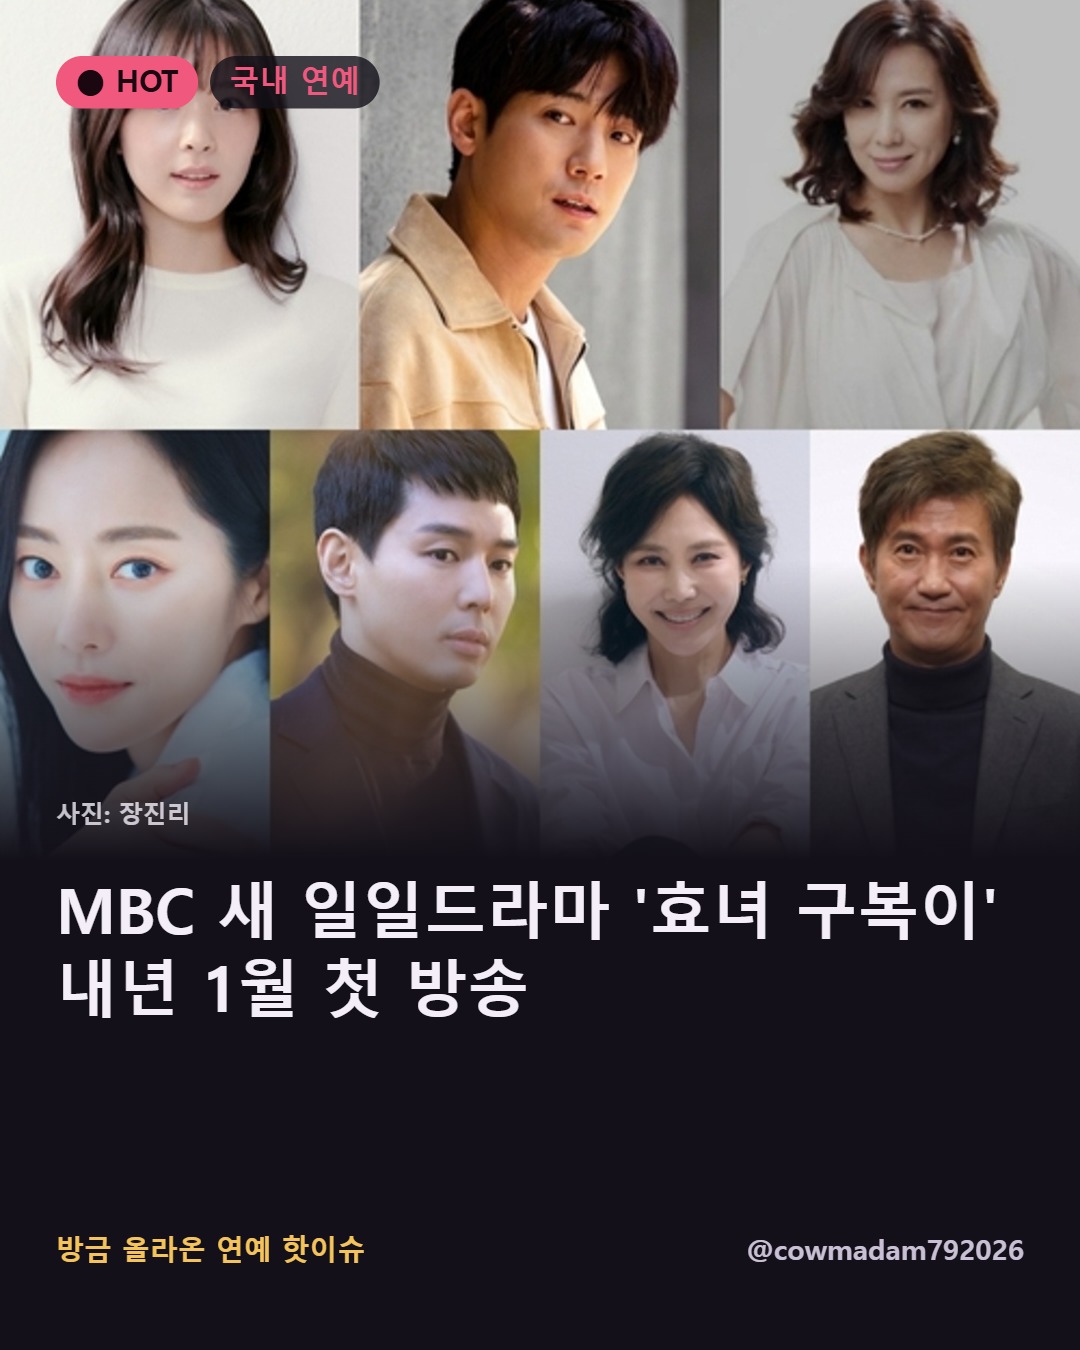 HOT 국내 연예
사진: 장진리
MBC 새 일일드라마 '효녀 구복이'
내년 1월 첫 방송
방금 올라온 연예 핫이슈
@cowmadam792026